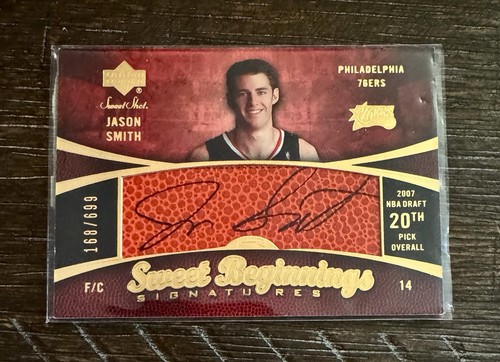 UPPER DECK
Sweet Shot
JASON
SMITH
PHILADELPHIA
76ERS
168/699
2007
NBA DRAFT
20TH
PICK
OVERALL
F/C
Sweet Beginnings
SIGNATURES
14